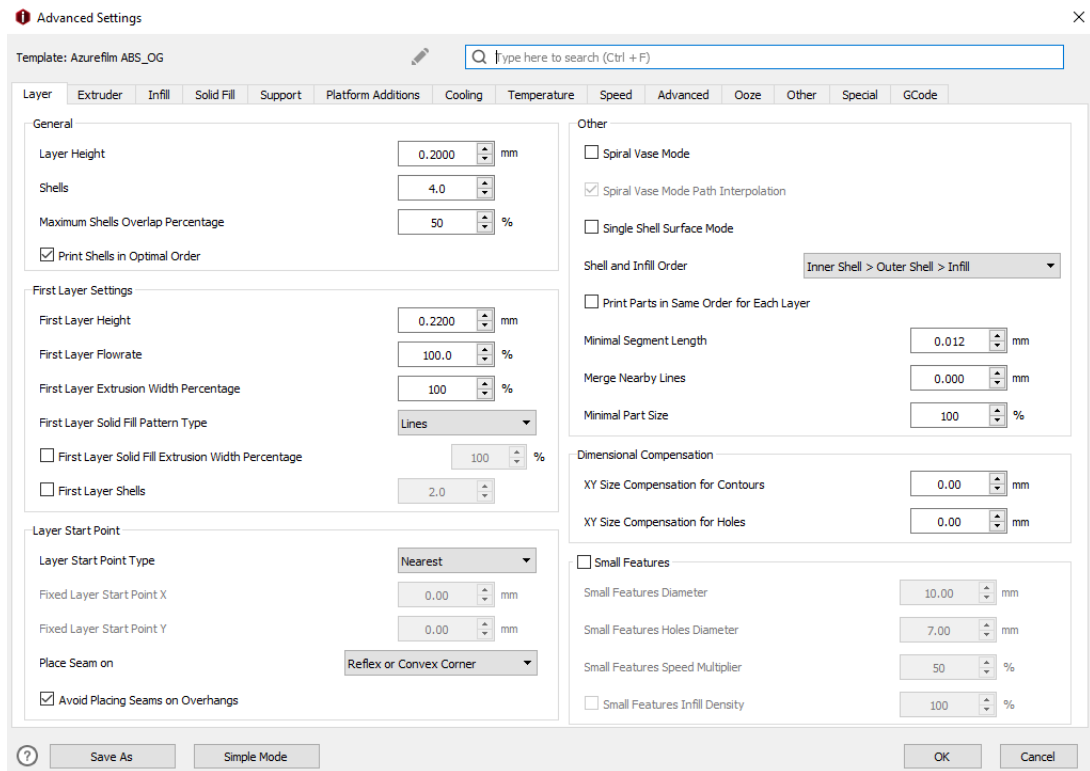 Advanced Settings
Template: Azurefilm ABS_OG
Type here to search (Ctrl + F)
Layer Extruder Infill Solid Fill Support Platform Additions Cooling Temperature Speed Advanced Ooze Other Special GCode
General
Layer Height 0.2000 mm
Shells 4.0
Maximum Shells Overlap Percentage 50 %
Print Shells in Optimal Order
First Layer Settings
First Layer Height 0.2200 mm
First Layer Flowrate 100.0 %
First Layer Extrusion Width Percentage 100 %
First Layer Solid Fill Pattern Type Lines
First Layer Solid Fill Extrusion Width Percentage 100 %
First Layer Shells 2.0
Layer Start Point
Layer Start Point Type Nearest
Fixed Layer Start Point X 0.00 mm
Fixed Layer Start Point Y 0.00 mm
Place Seam on Reflex or Convex Corner
Avoid Placing Seams on Overhangs
Other
Spiral Vase Mode
Spiral Vase Mode Path Interpolation
Single Shell Surface Mode
Shell and Infill Order Inner Shell > Outer Shell > Infill
Print Parts in Same Order for Each Layer
Minimal Segment Length 0.012 mm
Merge Nearby Lines 0.000 mm
Minimal Part Size 100 %
Dimensional Compensation
XY Size Compensation for Contours 0.00 mm
XY Size Compensation for Holes 0.00 mm
Small Features
Small Features Diameter 10.00 mm
Small Features Holes Diameter 7.00 mm
Small Features Speed Multiplier 50 %
Small Features Infill Density 100 %
? Save As Simple Mode OK Cancel